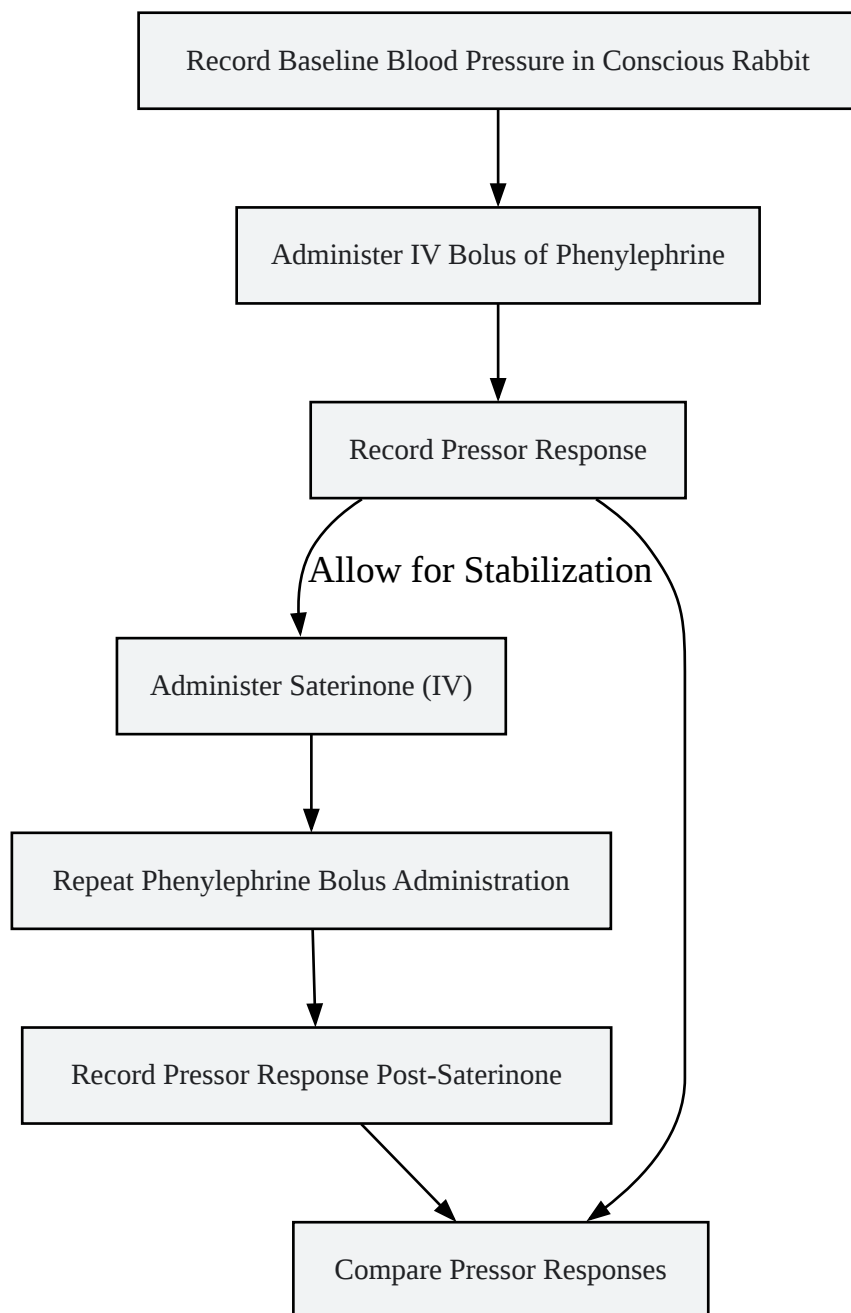 Record Baseline Blood Pressure in Conscious Rabbit
Administer IV Bolus of Phenylephrine
Record Pressor Response
Allow for Stabilization
Administer Saterinone (IV)
Repeat Phenylephrine Bolus Administration
Record Pressor Response Post-Saterinone
Compare Pressor Responses